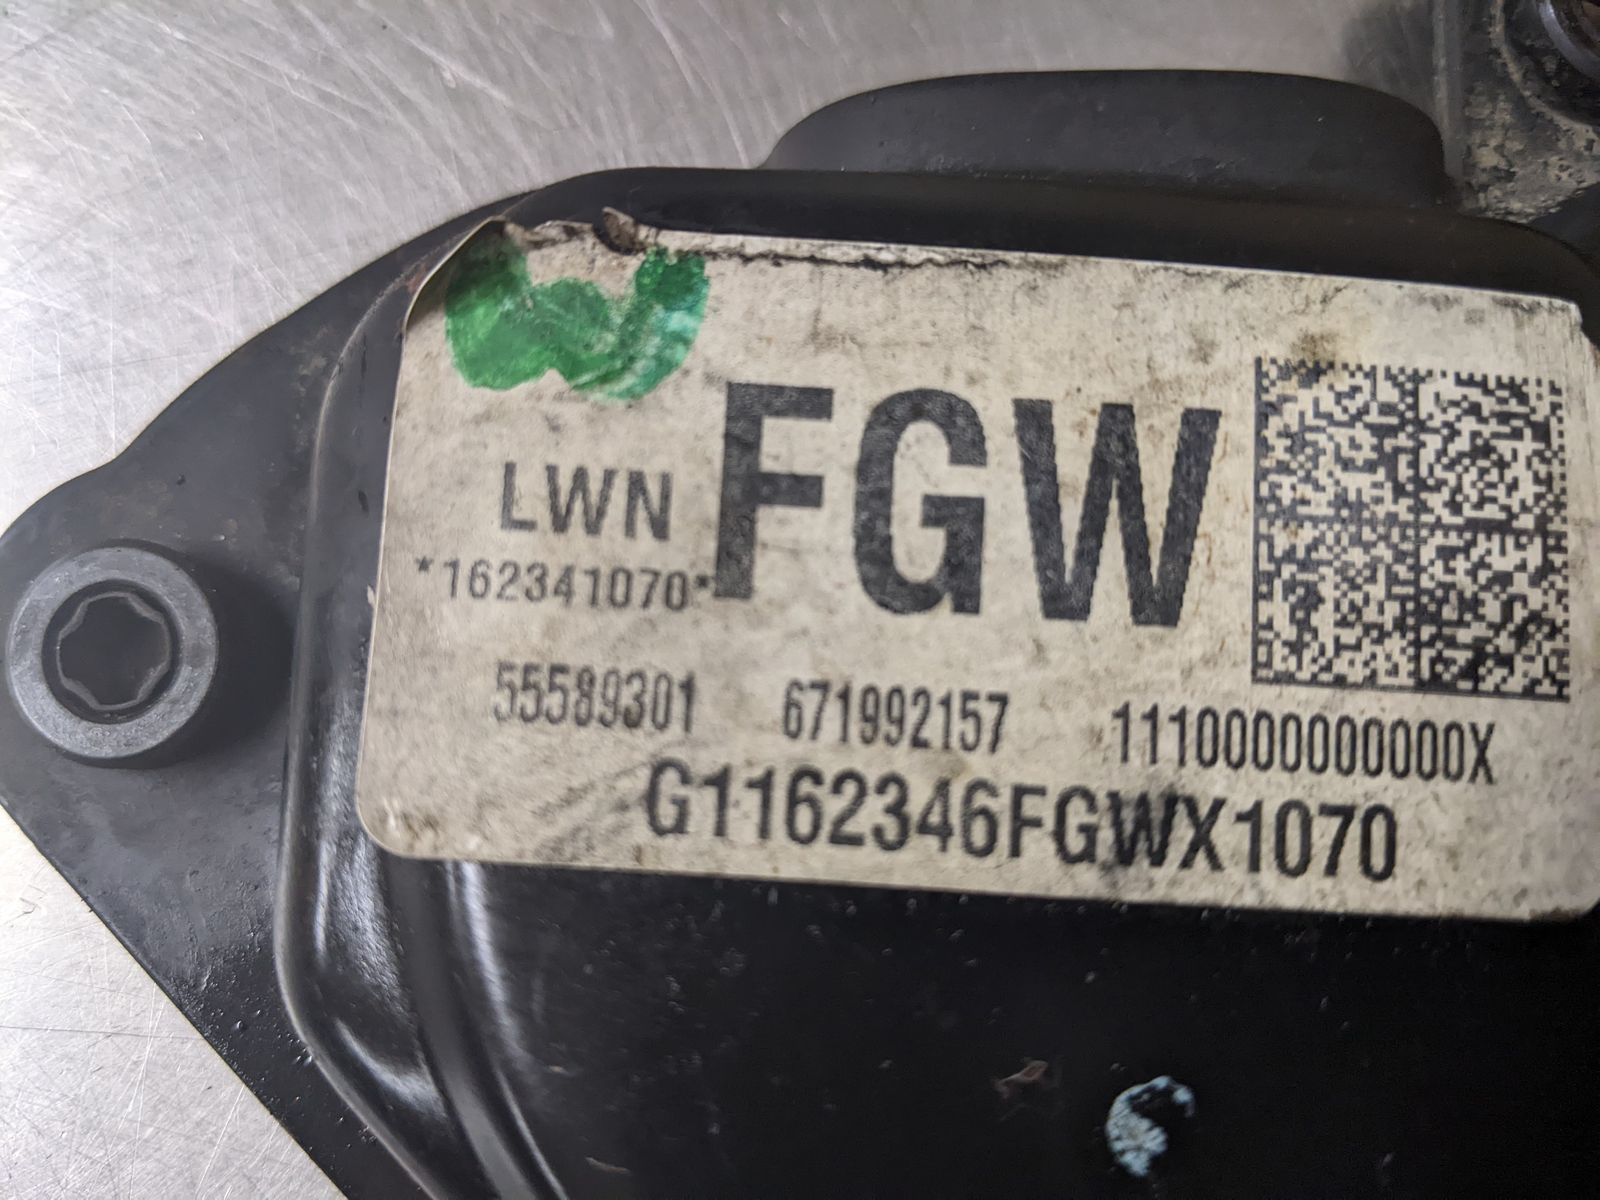 FGW
LWN
*162341070*
55589301 671992157 1110000000000X
G1162346FGWX1070